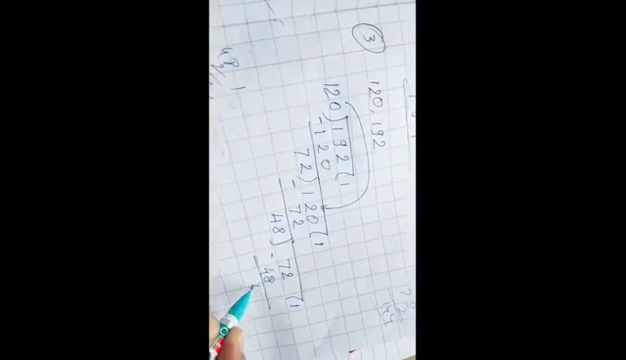 3
120, 192
120) 192 (1
- 120
72) 120 (1
- 72
48) 72 (1
- 48